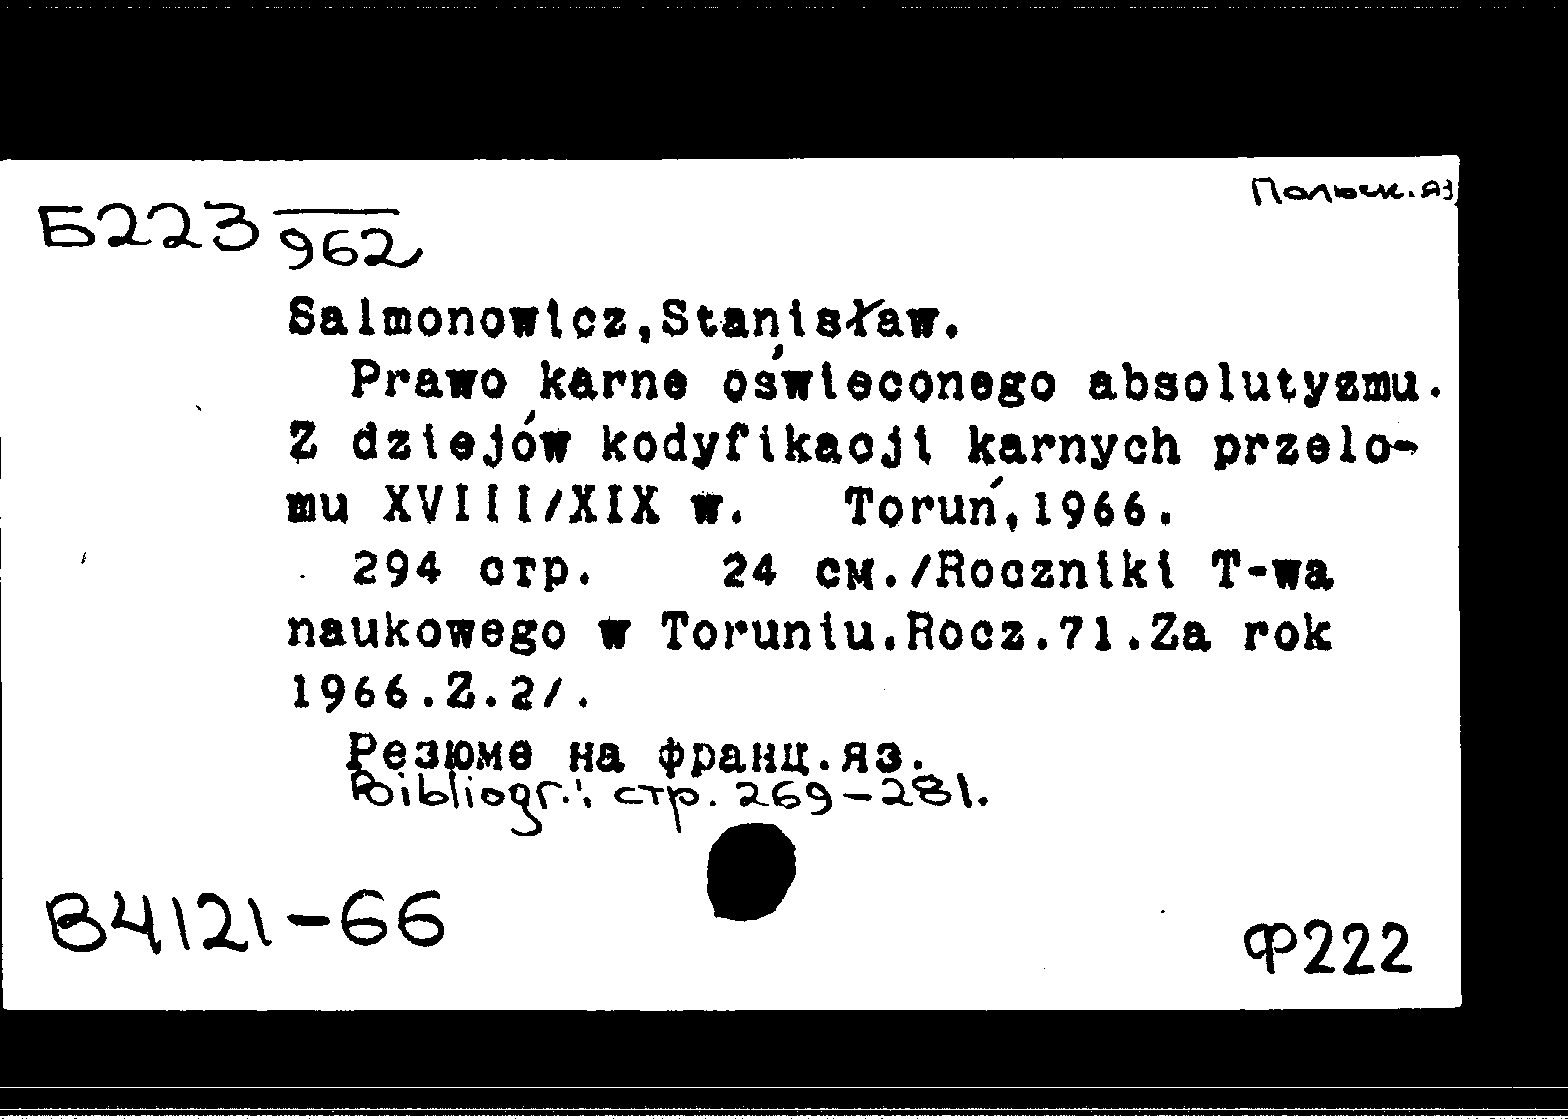 Польск.яз
Б223 962
Salmonowicz,Stanisław.
Prawo karne oświeconego absolutyzmu.
Z dziejów kodyfikacji karnych przelo-
mu XVIII/XIX w. Toruń,1966.
294 стр. 24 см./Roczniki T-wa
naukowego w Toruniu.Rocz.71.Za rok
1966.Z.2/.
Резюме на франц.яз.
Bibliogr.: стр. 269-281.
В4121-66
Ф222